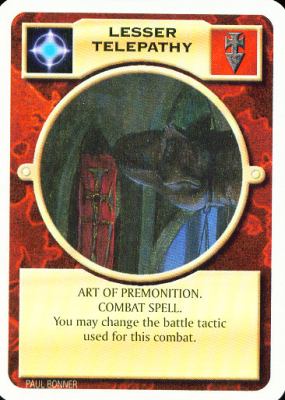 LESSER
TELEPATHY
ART OF PREMONITION.
COMBAT SPELL.
You may change the battle tactic
used for this combat.
PAUL BONNER